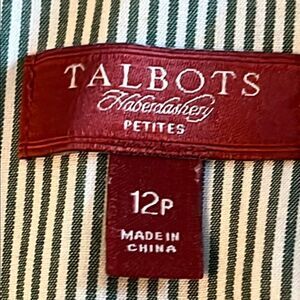 TALBOTS
Haberdashery
PETITES
12P
MADE IN
CHINA